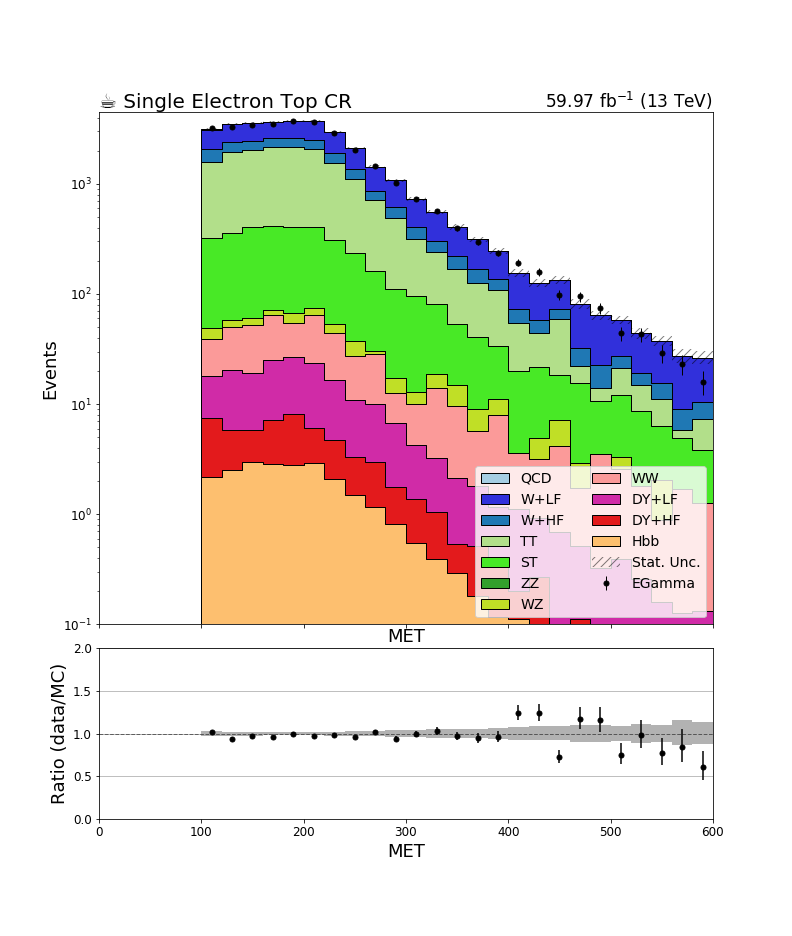 ☕ Single Electron Top CR
59.97 fb⁻¹ (13 TeV)
Events
10³
10²
10¹
10⁰
10⁻¹
QCD
W+LF
W+HF
TT
ST
ZZ
WZ
WW
DY+LF
DY+HF
Hbb
Stat. Unc.
EGamma
MET
Ratio (data/MC)
2.0
1.5
1.0
0.5
0.0
0 100 200 300 400 500 600
MET